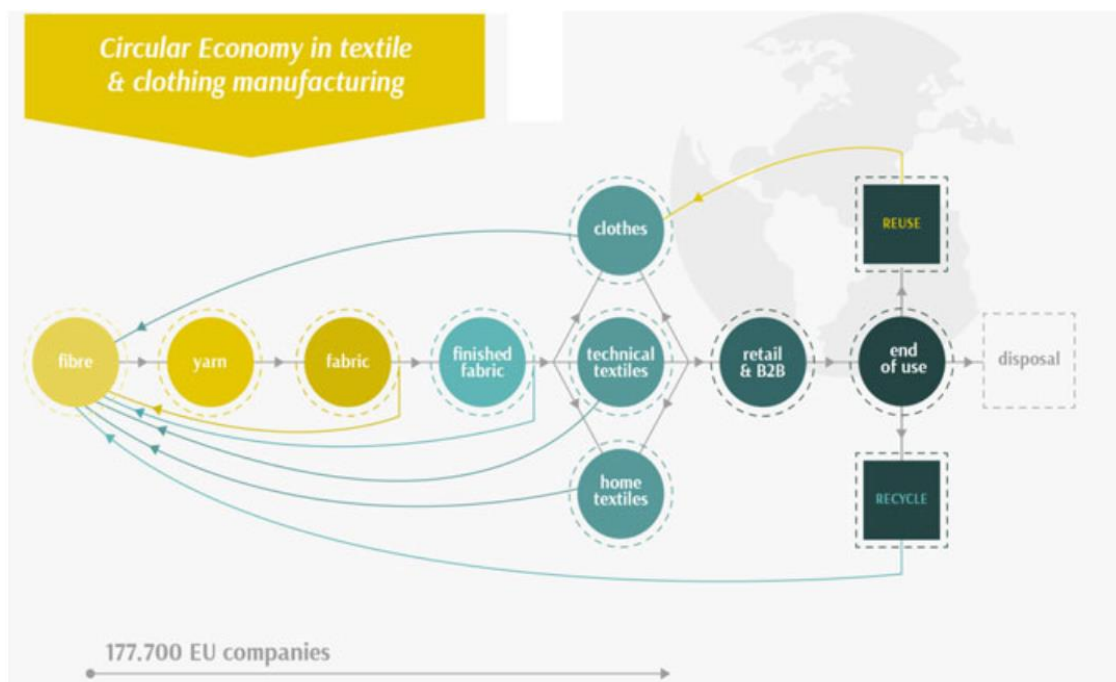 Circular Economy in textile
& clothing manufacturing
clothes
REUSE
fibre
yarn
fabric
finished
fabric
technical
textiles
retail
& B2B
end
of use
disposal
home
textiles
RECYCLE
177.700 EU companies